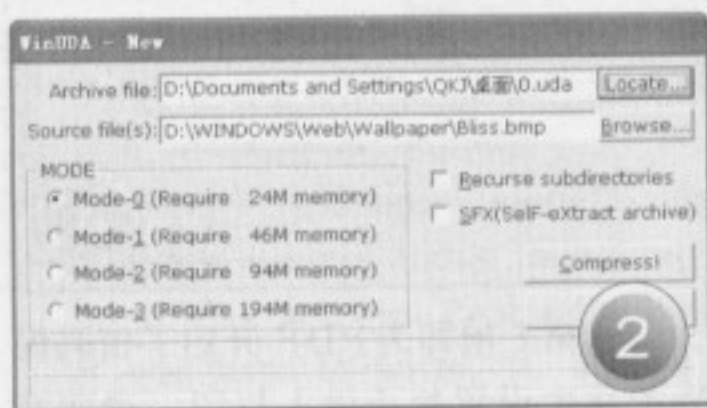 WinUDA - New
Archive file: D:\Documents and Settings\QKJ\桌面\0.uda Locate...
Source file(s): D:\WINDOWS\Web\Wallpaper\Bliss.bmp Browse...
MODE
Mode-0 (Require 24M memory)
Mode-1 (Require 46M memory)
Mode-2 (Require 94M memory)
Mode-3 (Require 194M memory)
Recurse subdirectories
SFX(SelF-eXtract archive)
Compress!
2